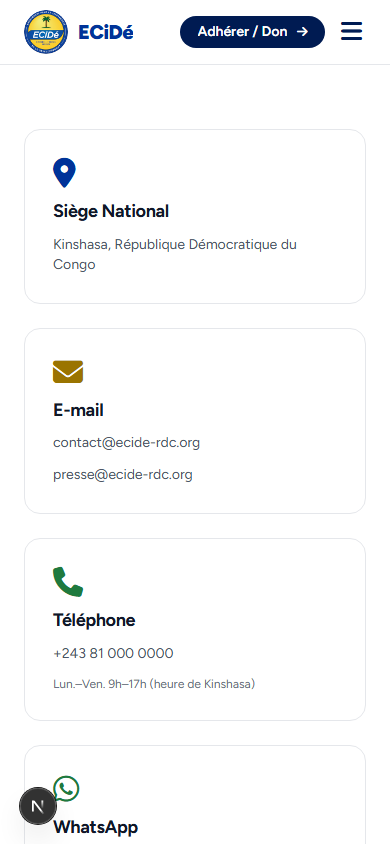 ECiDé
ECiDé
Adhérer / Don
Siège National
Kinshasa, République Démocratique du
Congo
E-mail
contact@ecide-rdc.org
presse@ecide-rdc.org
Téléphone
+243 81 000 0000
Lun.–Ven. 9h–17h (heure de Kinshasa)
N
WhatsApp